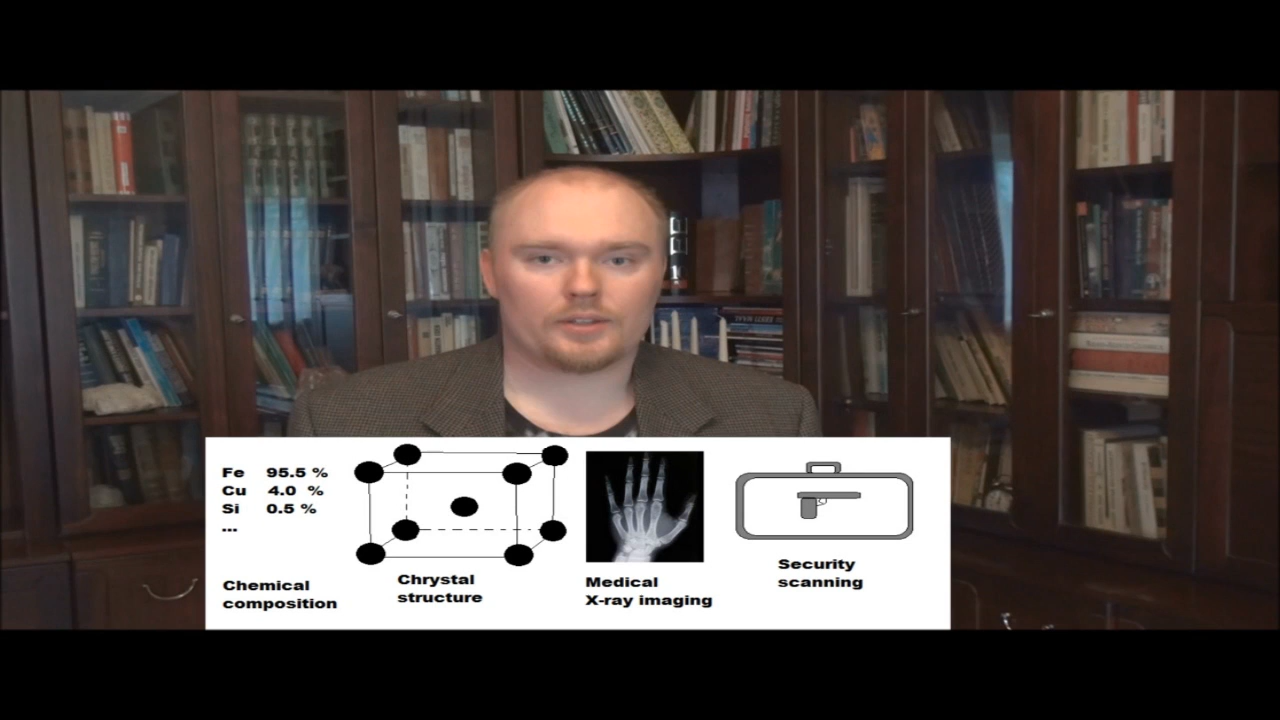 Fe 95.5 %
Cu 4.0 %
Si 0.5 %
...
Chemical
composition
Chrystal
structure
Medical
X-ray imaging
Security
scanning